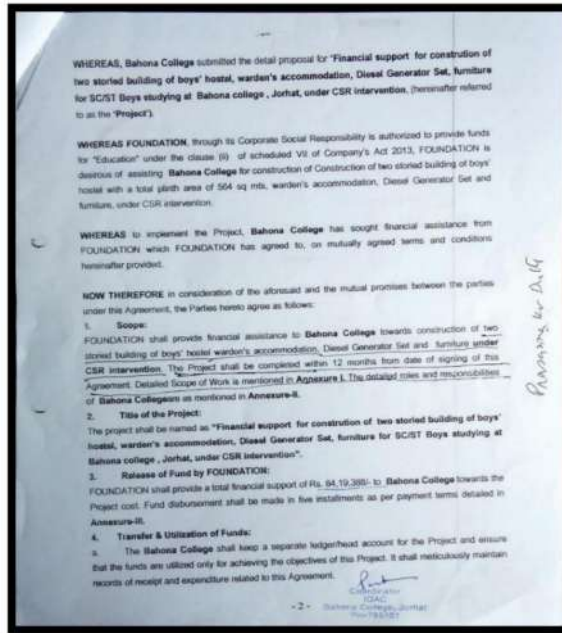 WHEREAS, Bahona College submitted the detail proposal for 'Financial support for constrution of
two storied building of boys' hostel, warden's accommodation, Diesel Generator Set, furniture
for SC/ST Boys studying at Bahona college , Jorhat, under CSR intervention, (hereinafter referred
to as the 'Project').
WHEREAS FOUNDATION, through its Corporate Social Responsibility is authorized to provide funds
for "Education" under the clause (ii) of scheduled VII of Company's Act 2013, FOUNDATION is
desirous of assisting Bahona College for construction of Construction of two storied building of boys'
hostel with a total plinth area of 564 sq mts, warden's accommodation, Diesel Generator Set and
furniture, under CSR intervention.
WHEREAS to implement the Project, Bahona College has sought financial assistance from
FOUNDATION which FOUNDATION has agreed to, on mutually agreed terms and conditions
hereinafter provided.
NOW THEREFORE in consideration of the aforesaid and the mutual promises between the parties
under this Agreement, the Parties hereto agree as follows:
1. Scope:
FOUNDATION shall provide financial assistance to Bahona College towards construction of two
storied building of boys' hostel warden's accommodation, Diesel Generator Set and furniture under
CSR intervention. The Project shall be completed within 12 months from date of signing of this
Agreement. Detailed Scope of Work is mentioned in Annexure I. The detailed roles and responsibilities
of Bahona Collegeare as mentioned in Annexure-II.
2. Title of the Project:
The project shall be named as "Financial support for constrution of two storied building of boys'
hostel, warden's accommodation, Diesel Generator Set, furniture for SC/ST Boys studying at
Bahona college , Jorhat, under CSR intervention".
3. Release of Fund by FOUNDATION:
FOUNDATION shall provide a total financial support of Rs. 84,19,386/- to Bahona College towards the
Project cost. Fund disbursement shall be made in five installments as per payment terms detailed in
Annexure-III.
4. Transfer & Utilization of Funds:
a. The Bahona College shall keep a separate ledger/head account for the Project and ensure
that the funds are utilized only for achieving the objectives of this Project. It shall meticulously maintain
records of receipt and expenditure related to this Agreement.
Coordinator
IQAC
Bahona College, Jorhat
- 2 -